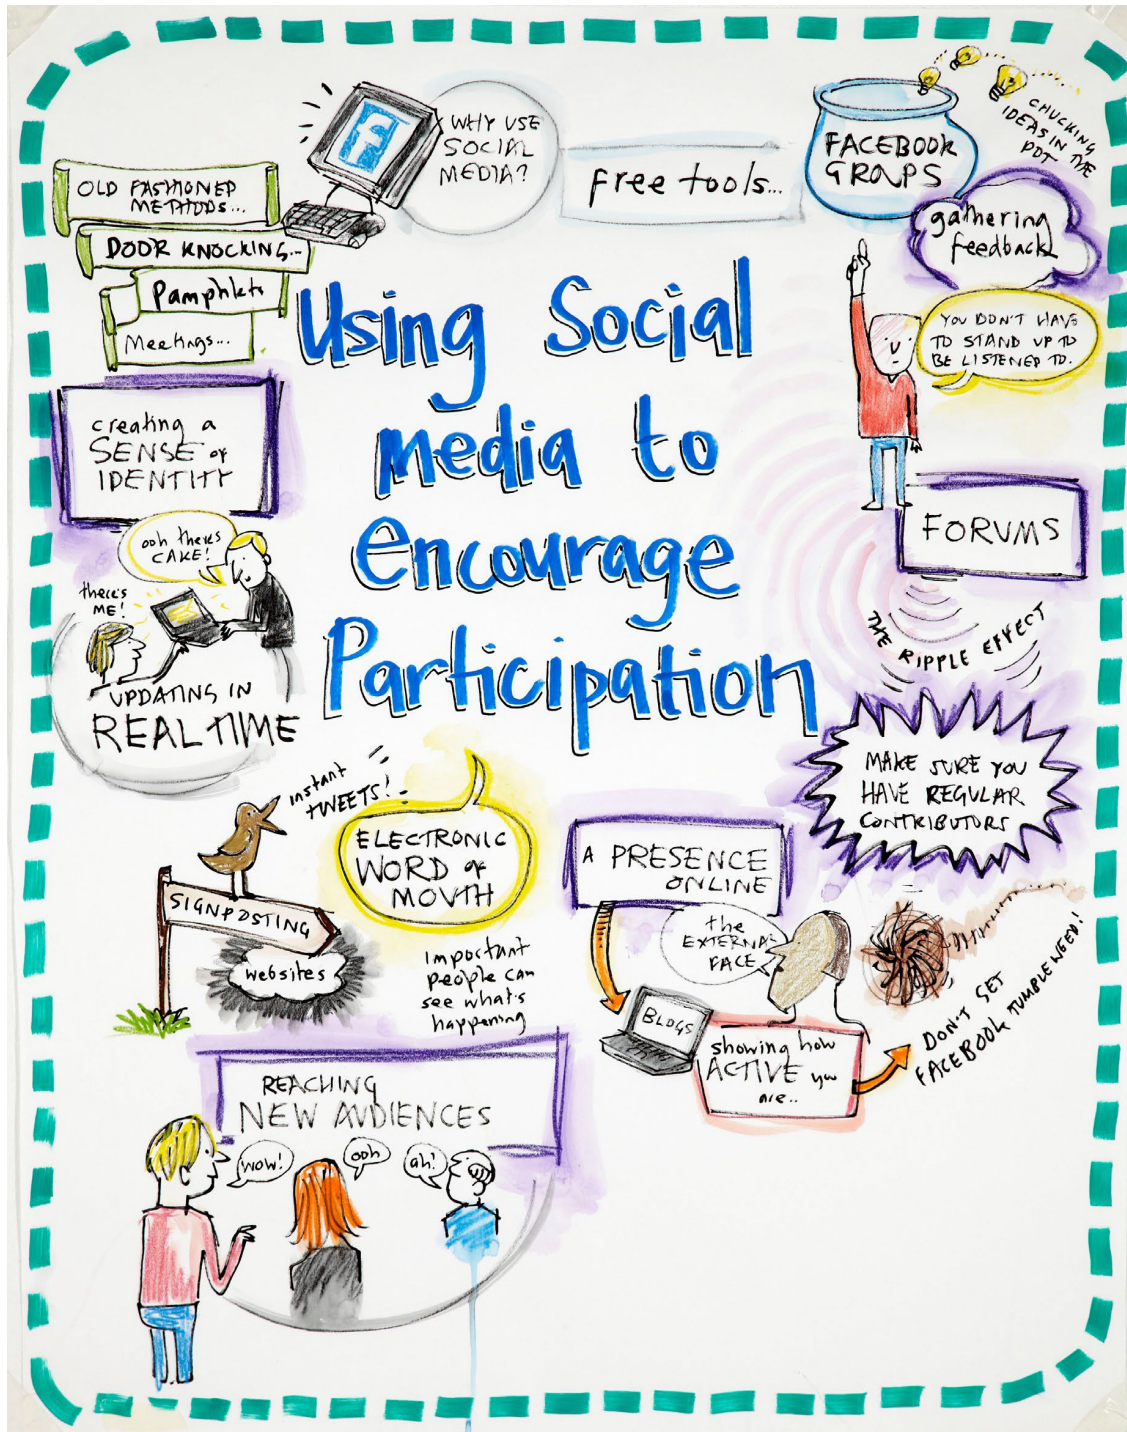 WHY USE
SOCIAL
MEDIA?
free tools...
FACEBOOK
GROUPS
CHUCKING
IDEAS IN THE
POT
gathering
feedback
YOU DON'T HAVE
TO STAND UP TO
BE LISTENED TO.
OLD FASHIONED
METHODS...
DOOR KNOCKING...
Pamphlets
Meetings...
Using Social
media to
Encourage
Participation
creating a
SENSE of
IDENTITY
ooh theres
CAKE!
there's
ME!
UPDATING IN
REAL TIME
FORUMS
THE RIPPLE EFFECT
MAKE SURE YOU
HAVE REGULAR
CONTRIBUTORS
instant
TWEETS!
ELECTRONIC
WORD of
MOUTH
SIGNPOSTING
websites
important
people can
see what's
happening
A PRESENCE
ONLINE
the
EXTERNAL
FACE
BLOGS
showing how
ACTIVE you
are..
DON'T GET
FACEBOOK TUMBLEWEED!
REACHING
NEW AUDIENCES
wow!
ooh
ah!